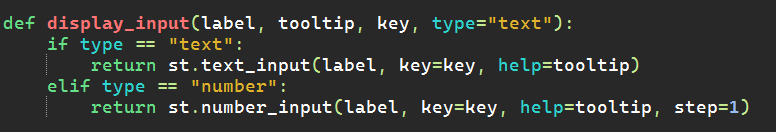 def display_input(label, tooltip, key, type="text"):
    if type == "text":
        return st.text_input(label, key=key, help=tooltip)
    elif type == "number":
        return st.number_input(label, key=key, help=tooltip, step=1)